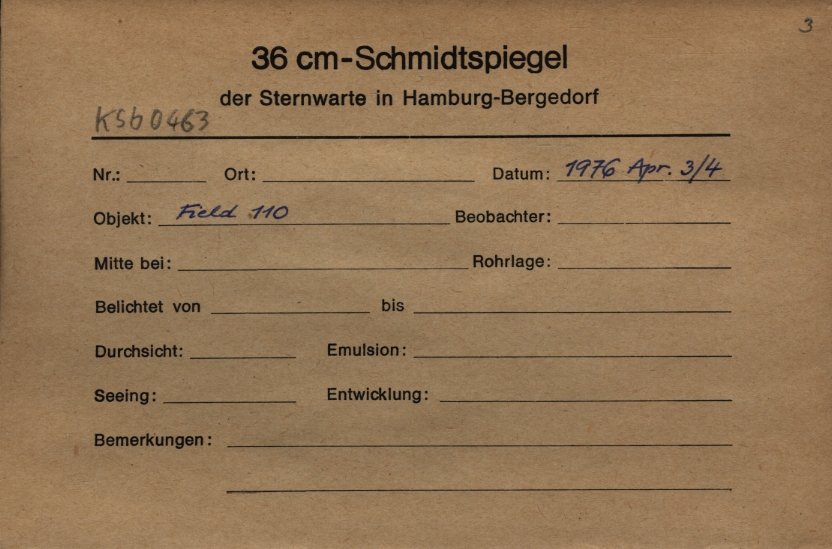 3
36 cm-Schmidtspiegel
der Sternwarte in Hamburg-Bergedorf
KSb0463
Nr.: Ort: Datum: 1976 Apr. 3/4
Objekt: Field 110 Beobachter:
Mitte bei: Rohrlage:
Belichtet von bis
Durchsicht: Emulsion:
Seeing: Entwicklung:
Bemerkungen: